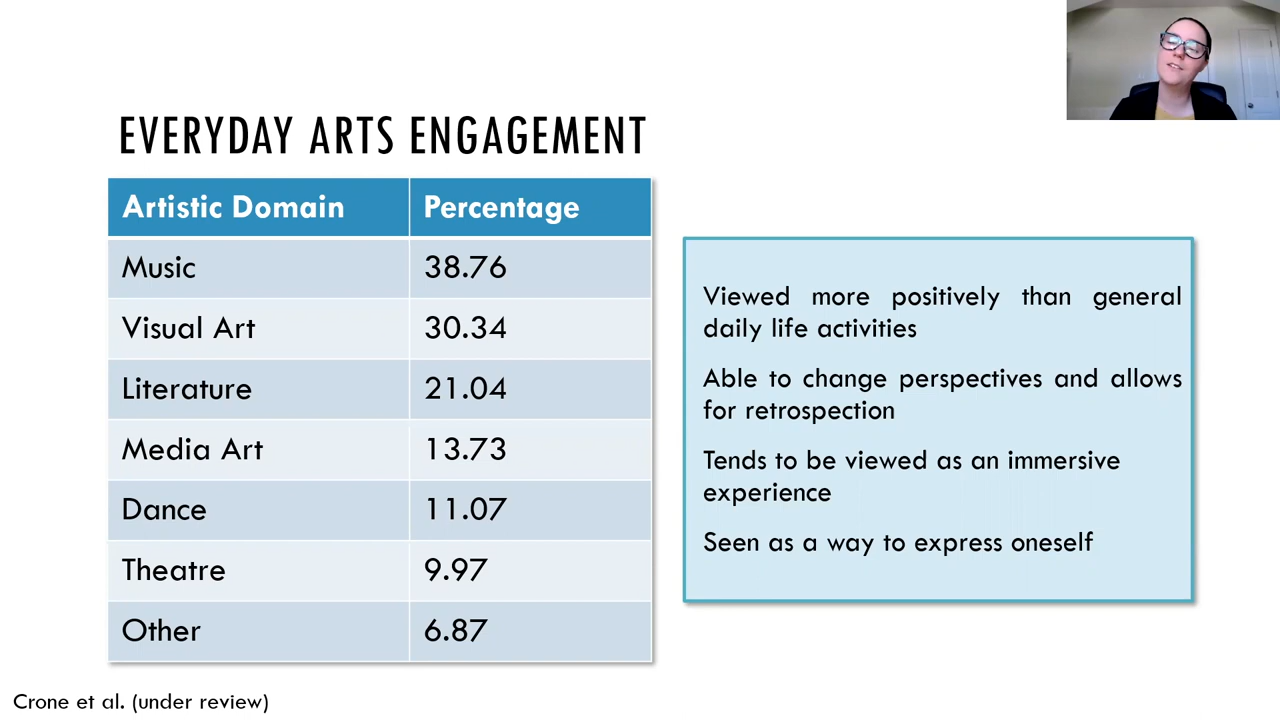 EVERYDAY ARTS ENGAGEMENT
Artistic Domain Percentage
Music 38.76
Visual Art 30.34
Literature 21.04
Media Art 13.73
Dance 11.07
Theatre 9.97
Other 6.87
Viewed more positively than general
daily life activities
Able to change perspectives and allows
for retrospection
Tends to be viewed as an immersive
experience
Seen as a way to express oneself
Crone et al. (under review)